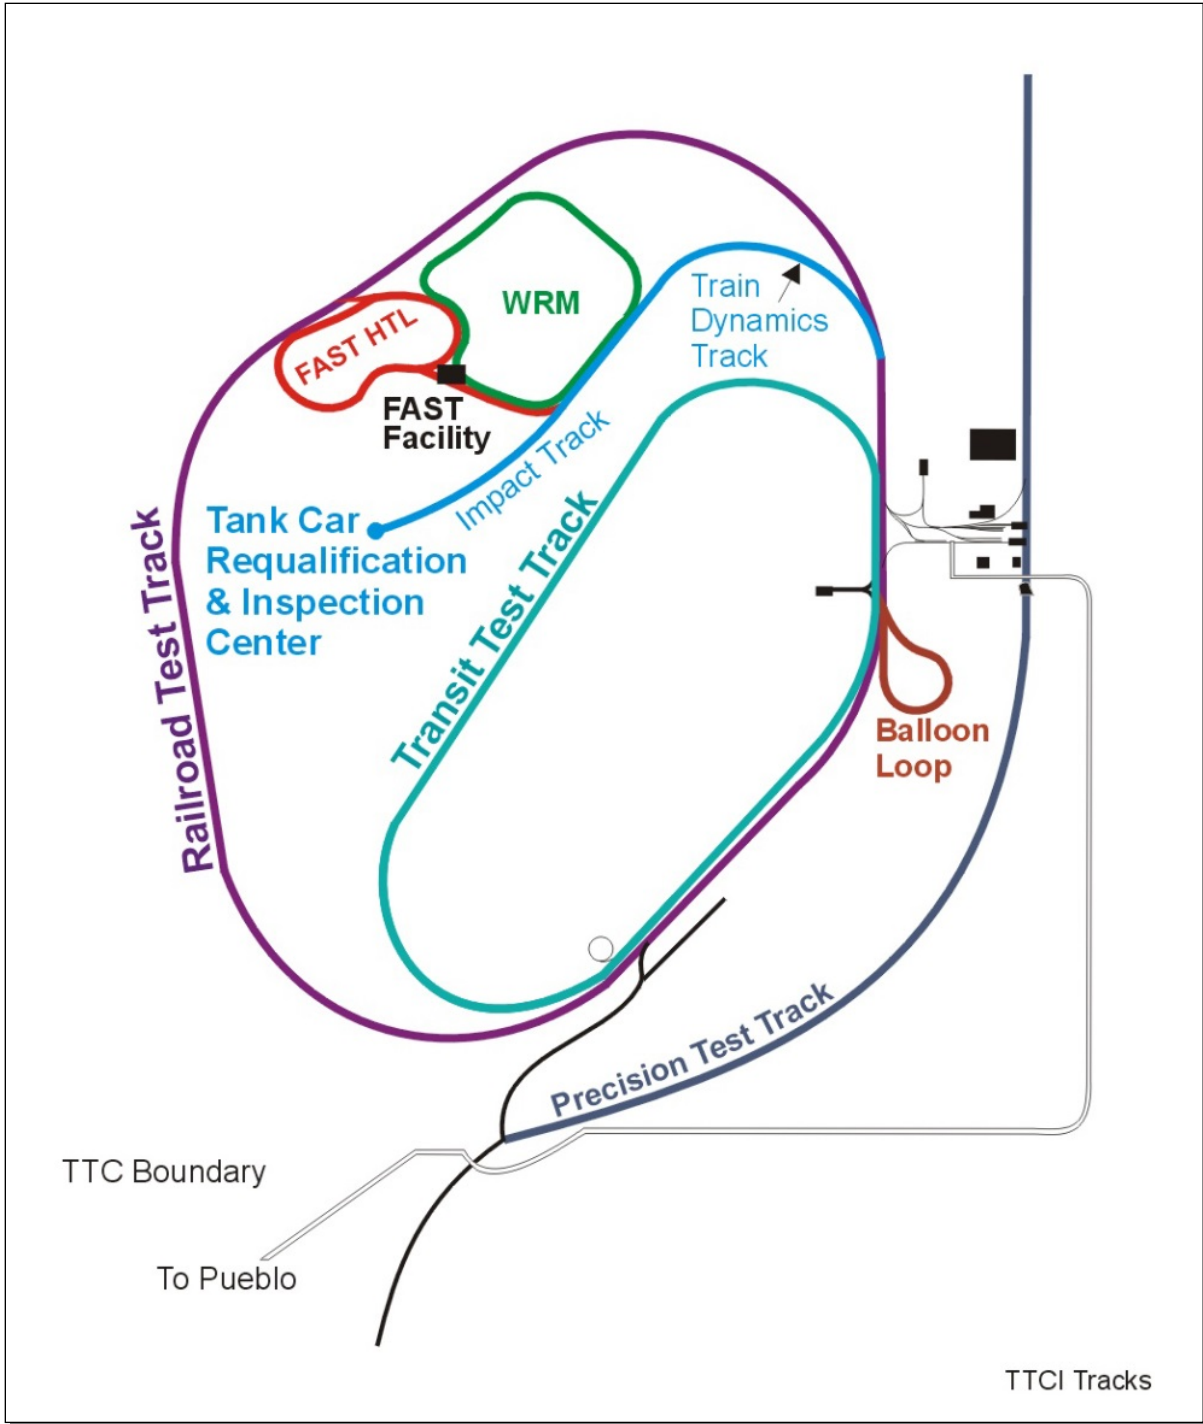 WRM
Train
Dynamics
Track
FAST HTL
FAST
Facility
Impact Track
Tank Car
Requalification
& Inspection
Center
Transit Test Track
Railroad Test Track
Balloon
Loop
Precision Test Track
TTC Boundary
To Pueblo
TTCI Tracks